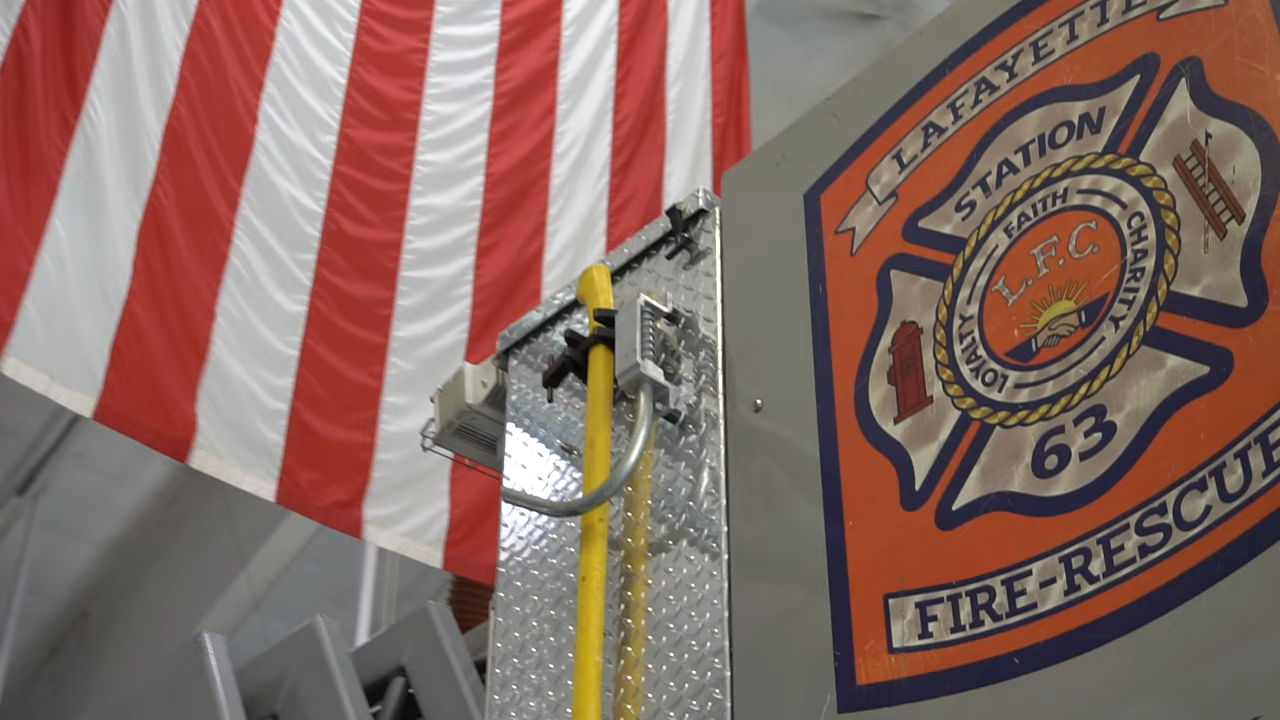 LAFAYETTE
STATION
FAITH
CHARITY
LOYALTY
L.F.C.
63
FIRE-RESCUE